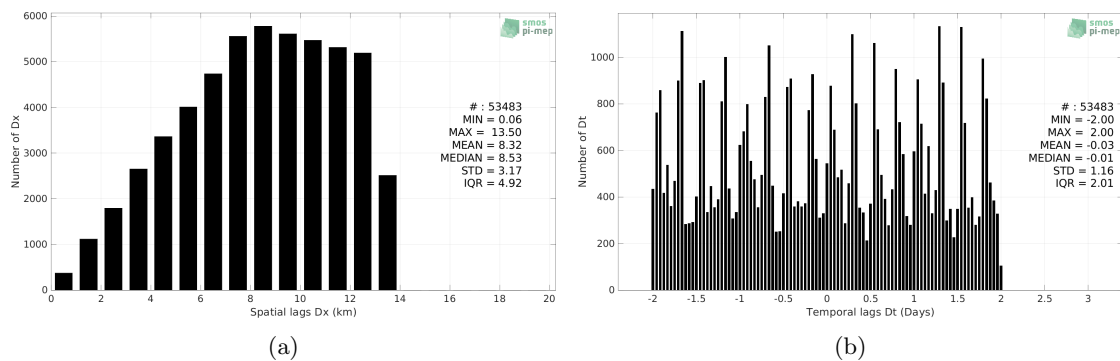 6000
5000
4000
3000
2000
1000
0
Number of Dx
0 2 4 6 8 10 12 14 16 18 20
Spatial lags Dx (km)
smos
pi-mep
# : 53483
MIN = 0.06
MAX = 13.50
MEAN = 8.32
MEDIAN = 8.53
STD = 3.17
IQR = 4.92
(a)
1000
800
600
400
200
0
Number of Dt
-2 -1.5 -1 -0.5 0 0.5 1 1.5 2 2.5 3
Temporal lags Dt (Days)
smos
pi-mep
# : 53483
MIN = -2.00
MAX = 2.00
MEAN = -0.03
MEDIAN = -0.01
STD = 1.16
IQR = 2.01
(b)